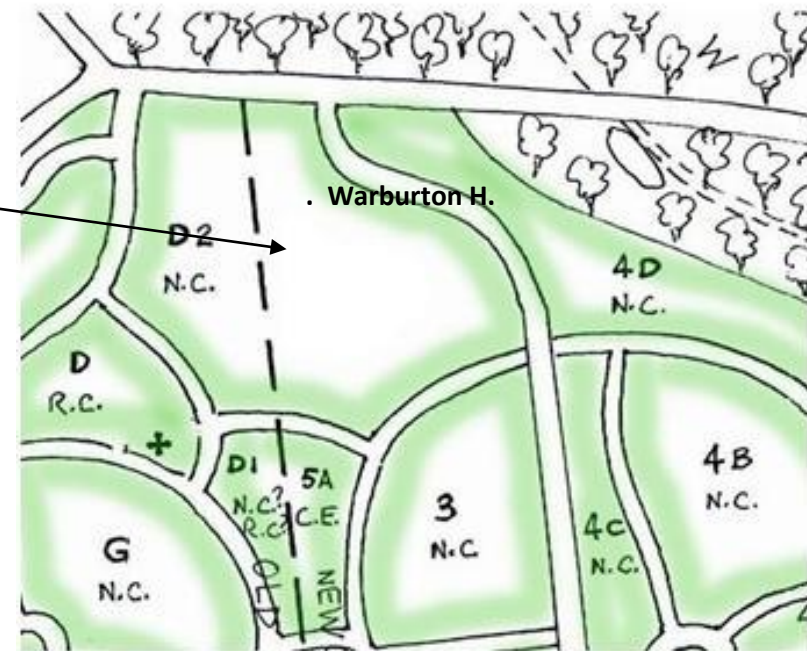 . Warburton H.
D2
N.C.
4D
N.C.
D
R.C.
D1
N.C.?
R.C.?
5A
C.E.
3
N.C.
4B
N.C.
4C
N.C.
G
N.C.
OLD
NEW